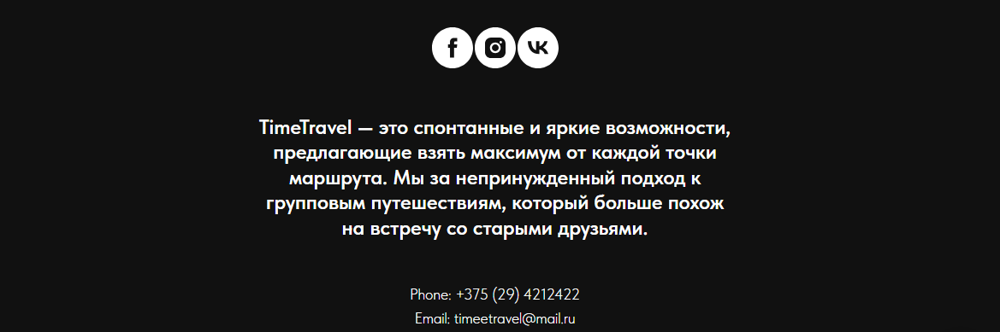 TimeTravel — это спонтанные и яркие возможности,
предлагающие взять максимум от каждой точки
маршрута. Мы за непринужденный подход к
групповым путешествиям, который больше похож
на встречу со старыми друзьями.
Phone: +375 (29) 4212422
Email: timeetravel@mail.ru